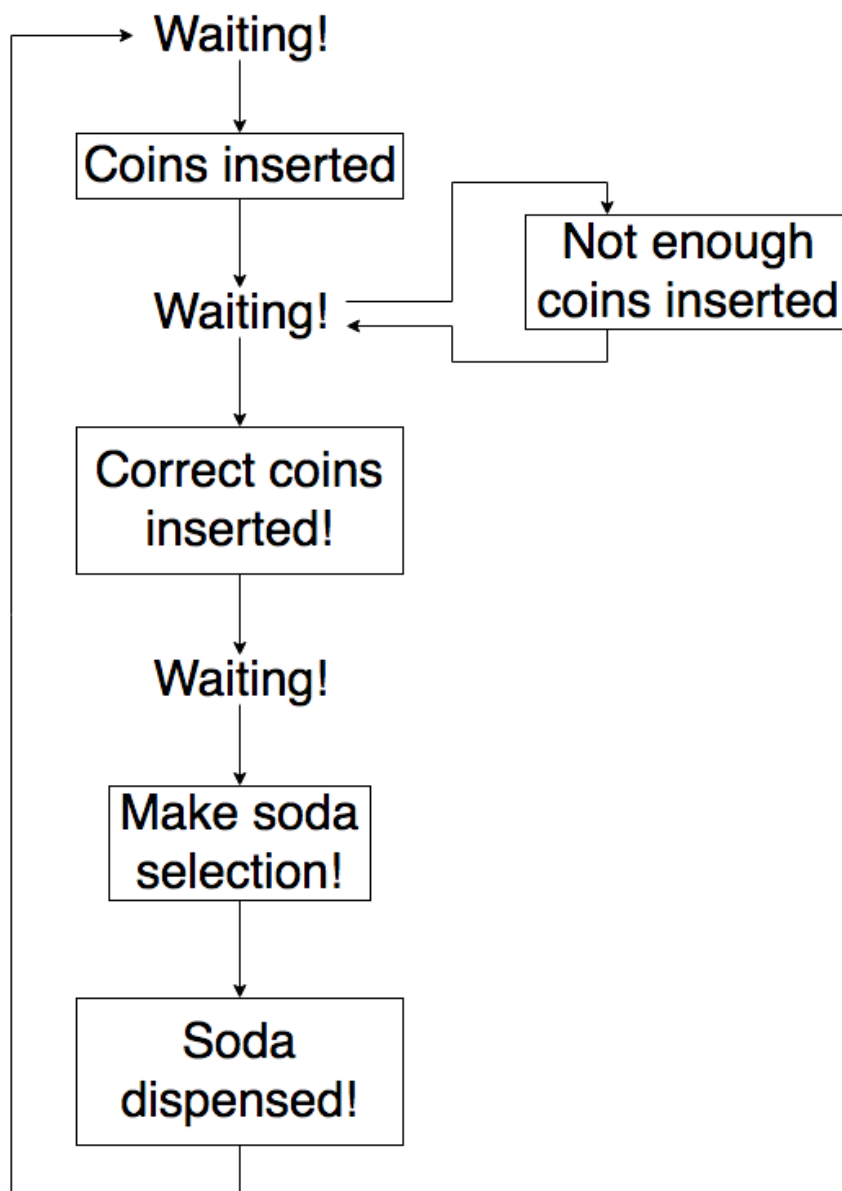 Waiting!
Coins inserted
Not enough
coins inserted
Waiting!
Correct coins
inserted!
Waiting!
Make soda
selection!
Soda
dispensed!